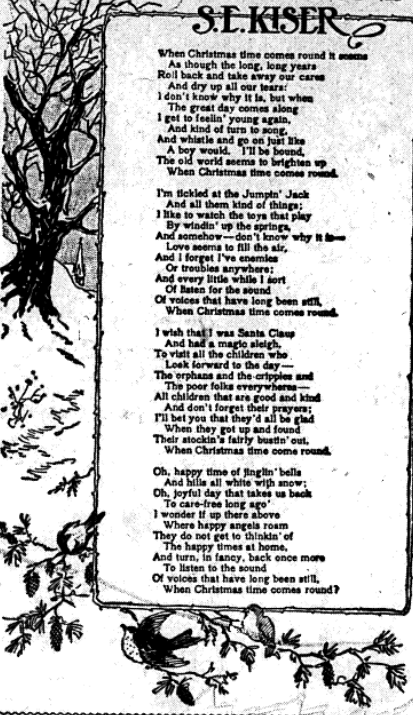 S.E. KISER
When Christmas time comes round it seems
As though the long, long years
Roll back and take away our cares
And dry up all our tears:
I don't know why it is, but when
The great day comes along
I get to feelin' young again,
And kind of turn to song,
And whistle and go on just like
A boy would. I'll be bound,
The old world seems to brighten up
When Christmas time comes round.
I'm tickled at the Jumpin' Jack
And all them kind of things;
I like to watch the toys that play
By windin' up the springs,
And somehow—don't know why it is—
Love seems to fill the air,
And I forget I've enemies
Or troubles anywhere;
And every little while I sort
Of listen for the sound
Of voices that have long been still,
When Christmas time comes round.
I wish that I was Santa Claus
And had a magic sleigh,
To visit all the children who
Look forward to the day—
The orphans and the cripples and
The poor folks everywheres—
All children that are good and kind
And don't forget their prayers;
I'll bet you that they'd all be glad
When they got up and found
Their stockin's fairly bustin' out,
When Christmas time come round.
Oh, happy time of jinglin' bells
And hills all white with snow;
Oh, joyful day that takes us back
To care-free long ago'
I wonder if up there above
Where happy angels roam
They do not get to thinkin' of
The happy times at home,
And turn, in fancy, back once more
To listen to the sound
Of voices that have long been still,
When Christmas time comes round?